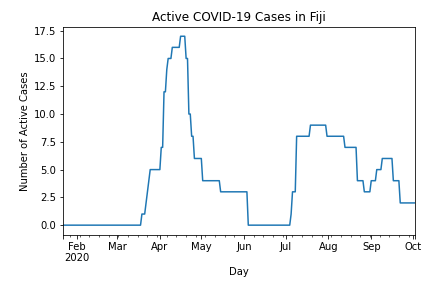 Active COVID-19 Cases in Fiji
Number of Active Cases
17.5
15.0
12.5
10.0
7.5
5.0
2.5
0.0
Feb Mar Apr May Jun Jul Aug Sep Oct
2020
Day